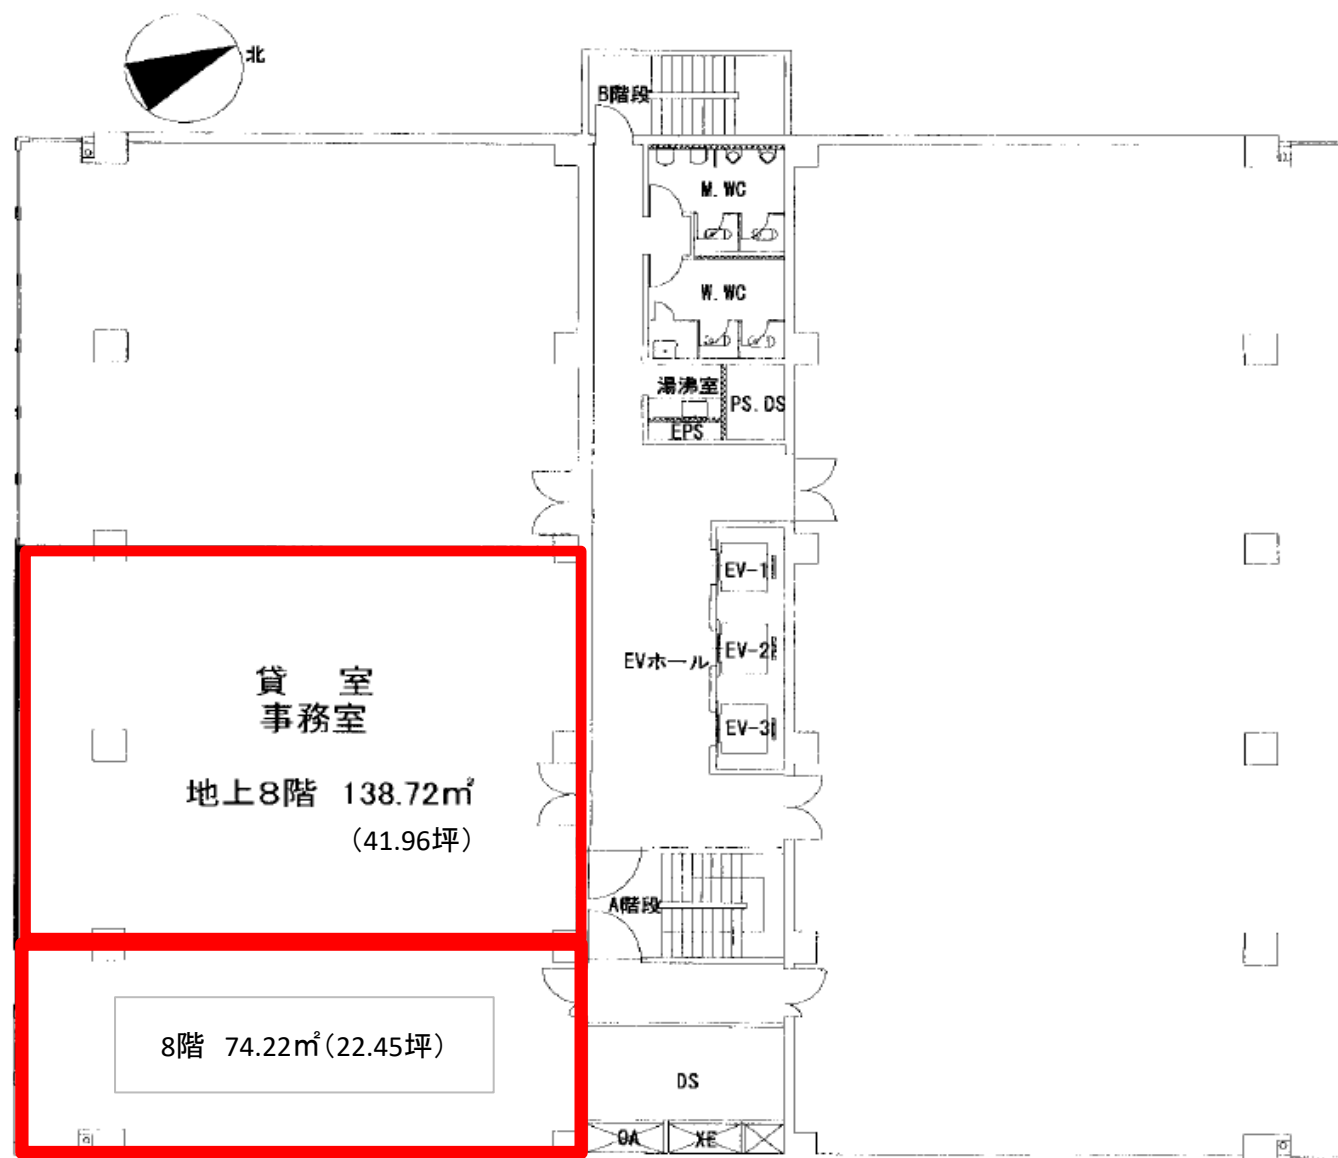 北
B階段
M.WC
W.WC
湯沸室
PS.DS
EPS
EV-1
EVホール
EV-2
EV-3
貸 室
事務室
地上8階 138.72㎡
（41.96坪）
A階段
8階 74.22㎡（22.45坪）
DS
OA